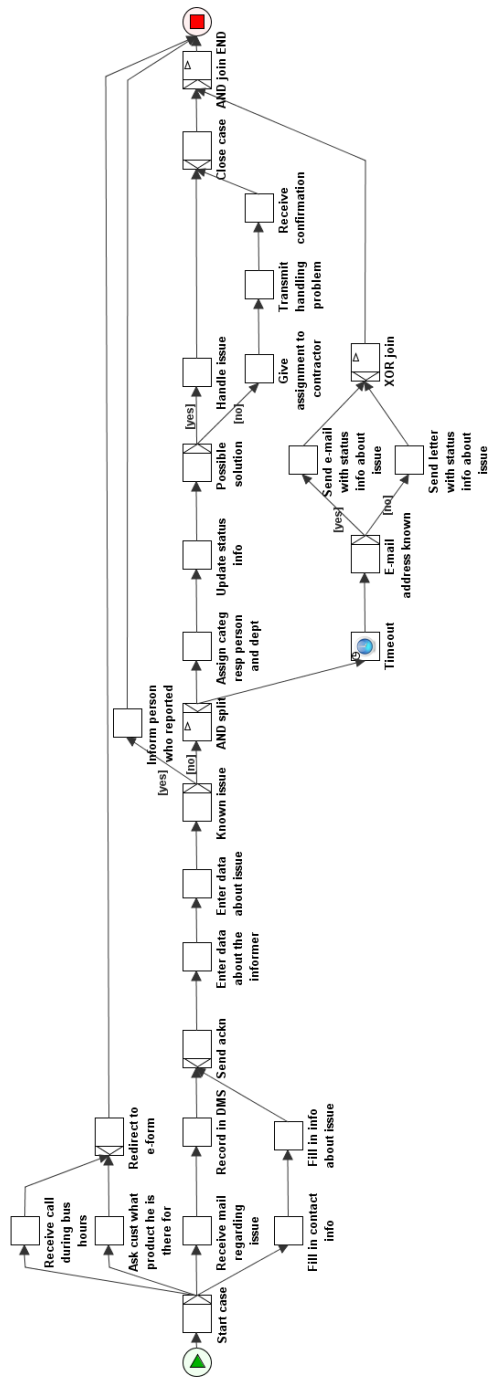 Start case
Receive call
during bus
hours
Ask cust what
product he is
there for
Receive mail
regarding
issue
Fill in contact
info
Redirect to
e-form
Record in DMS
Fill in info
about issue
Send ackn
Enter data
about the
informer
Enter data
about issue
Known issue
[yes]
[no]
Inform person
who reported
AND split
Assign categ
resp person
and dept
Timeout
Update status
info
E-mail
address known
[yes]
[no]
Possible
solution
[yes]
[no]
Send e-mail
with status
info about
issue
Send letter
with status
info about
issue
Handle issue
Give
assignment to
contractor
XOR join
Transmit
handling
problem
Receive
confirmation
Close case
AND join END